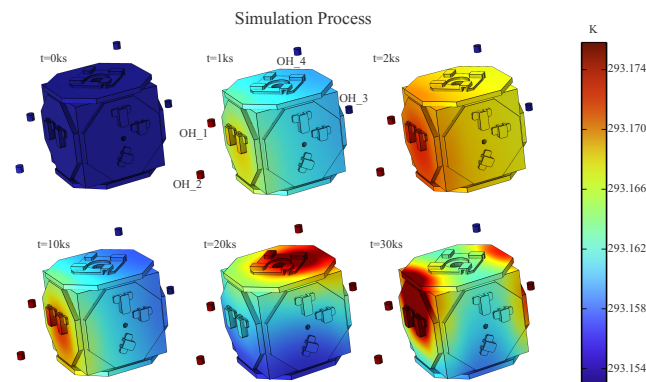 Simulation Process
K
t=0ks
t=1ks
t=2ks
OH_4
OH_3
OH_1
OH_2
293.174
293.170
293.166
293.162
293.158
293.154
t=10ks
t=20ks
t=30ks